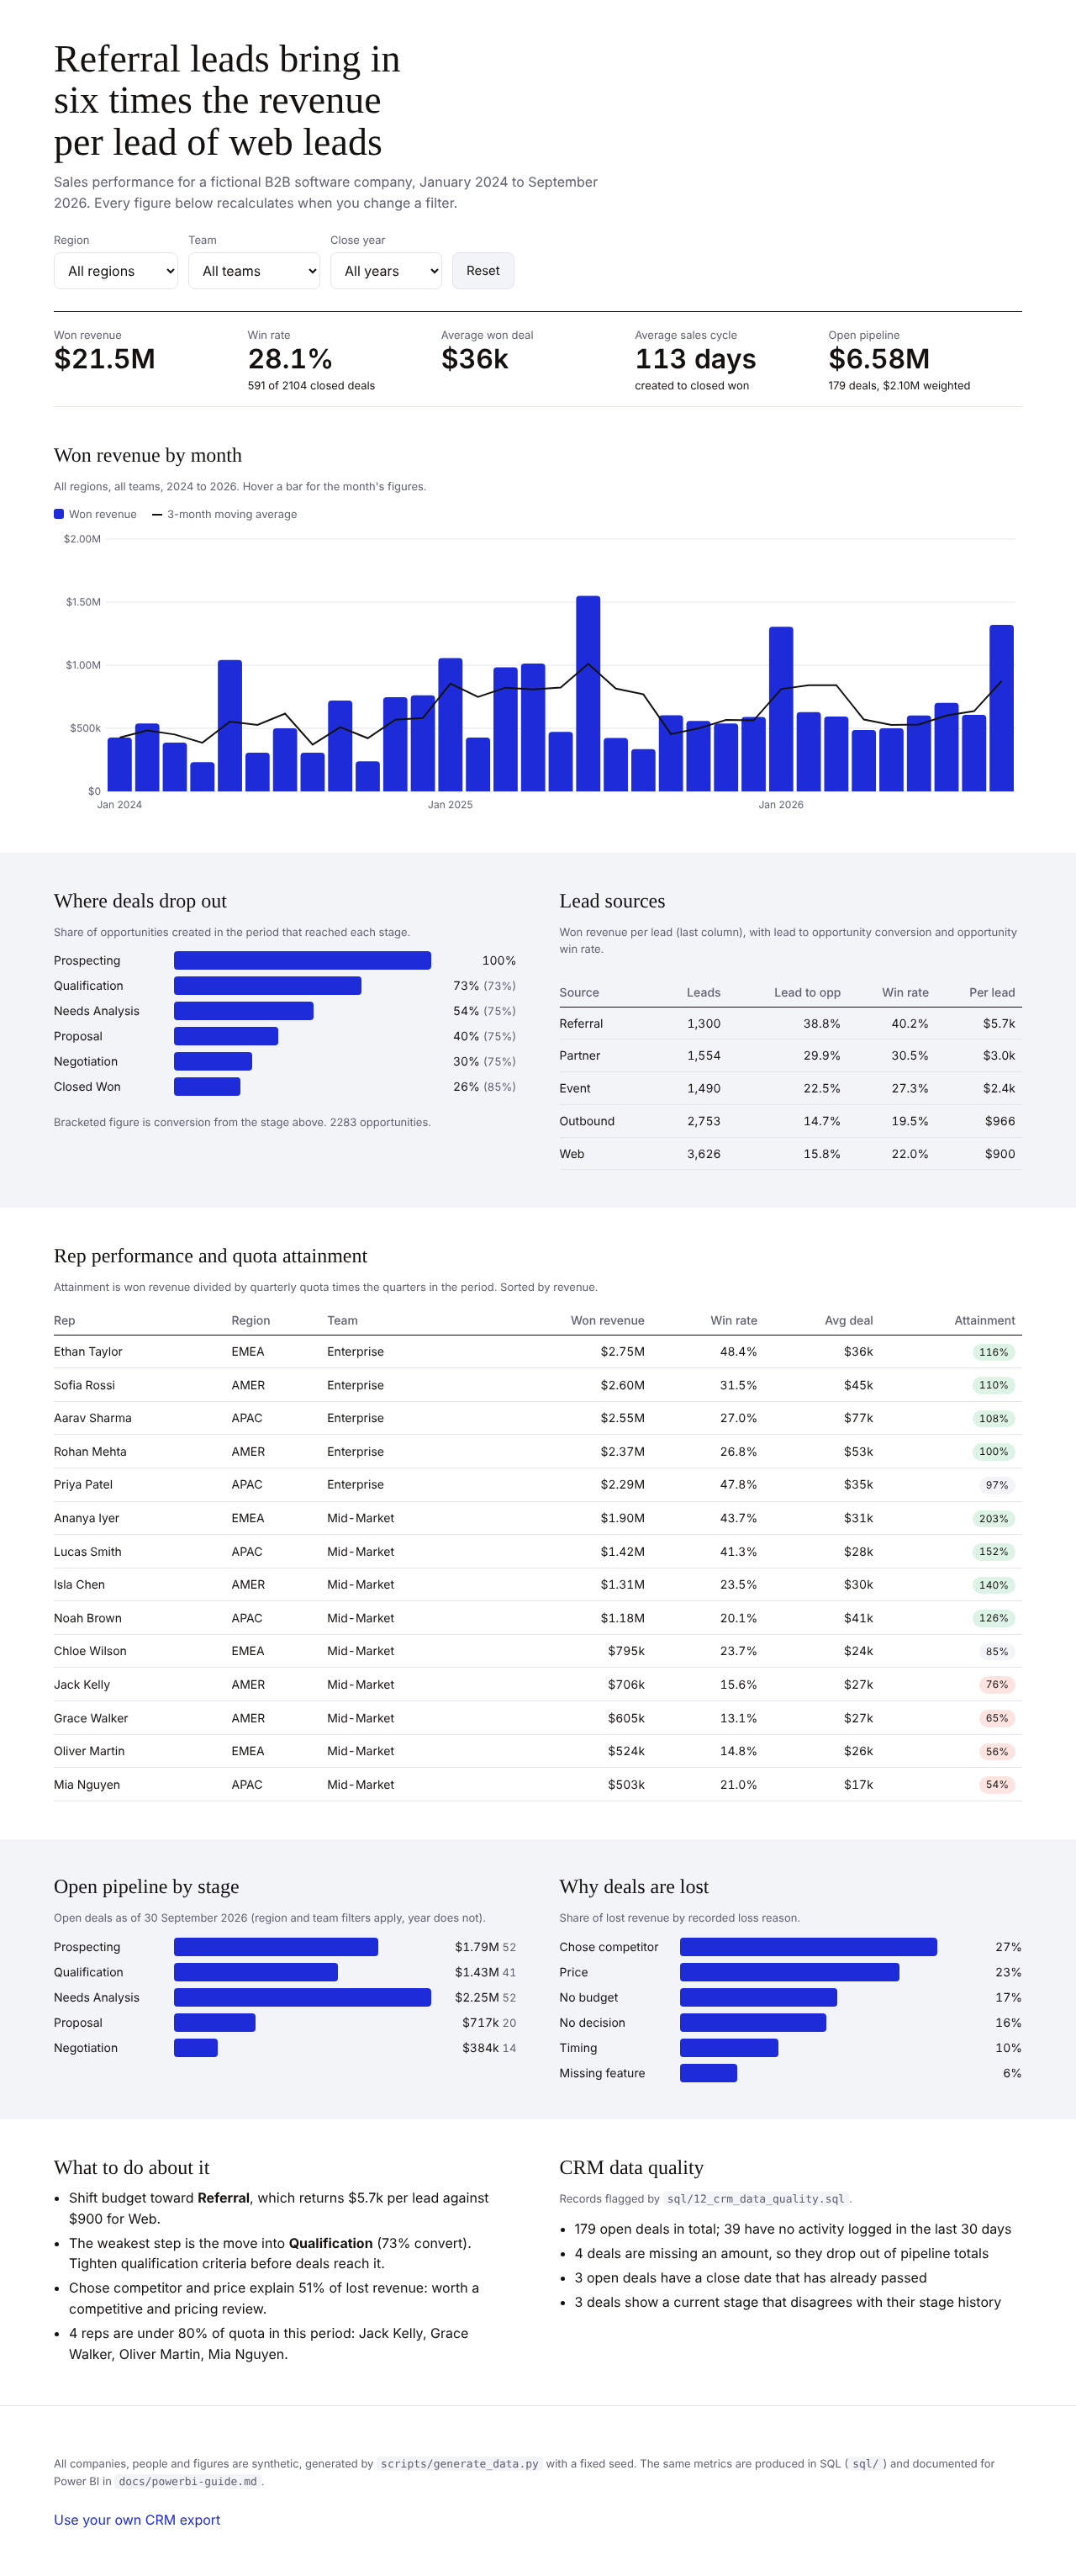 Referral leads bring in
six times the revenue
per lead of web leads
Sales performance for a fictional B2B software company, January 2024 to September
2026. Every figure below recalculates when you change a filter.
Region Team Close year
All regions All teams All years Reset
Won revenue Win rate Average won deal Average sales cycle Open pipeline
$21.5M 28.1% $36k 113 days $6.58M
591 of 2104 closed deals created to closed won 179 deals, $2.10M weighted
Won revenue by month
All regions, all teams, 2024 to 2026. Hover a bar for the month's figures.
Won revenue 3-month moving average
$2.00M
$1.50M
$1.00M
$500k
$0
Jan 2024 Jan 2025 Jan 2026
Where deals drop out
Share of opportunities created in the period that reached each stage.
Prospecting 100%
Qualification 73% (73%)
Needs Analysis 54% (75%)
Proposal 40% (75%)
Negotiation 30% (75%)
Closed Won 26% (85%)
Bracketed figure is conversion from the stage above. 2283 opportunities.
Lead sources
Won revenue per lead (last column), with lead to opportunity conversion and opportunity
win rate.
Source Leads Lead to opp Win rate Per lead
Referral 1,300 38.8% 40.2% $5.7k
Partner 1,554 29.9% 30.5% $3.0k
Event 1,490 22.5% 27.3% $2.4k
Outbound 2,753 14.7% 19.5% $966
Web 3,626 15.8% 22.0% $900
Rep performance and quota attainment
Attainment is won revenue divided by quarterly quota times the quarters in the period. Sorted by revenue.
Rep Region Team Won revenue Win rate Avg deal Attainment
Ethan Taylor EMEA Enterprise $2.75M 48.4% $36k 116%
Sofia Rossi AMER Enterprise $2.60M 31.5% $45k 110%
Aarav Sharma APAC Enterprise $2.55M 27.0% $77k 108%
Rohan Mehta AMER Enterprise $2.37M 26.8% $53k 100%
Priya Patel APAC Enterprise $2.29M 47.8% $35k 97%
Ananya Iyer EMEA Mid-Market $1.90M 43.7% $31k 203%
Lucas Smith APAC Mid-Market $1.42M 41.3% $28k 152%
Isla Chen AMER Mid-Market $1.31M 23.5% $30k 140%
Noah Brown APAC Mid-Market $1.18M 20.1% $41k 126%
Chloe Wilson EMEA Mid-Market $795k 23.7% $24k 85%
Jack Kelly AMER Mid-Market $706k 15.6% $27k 76%
Grace Walker AMER Mid-Market $605k 13.1% $27k 65%
Oliver Martin EMEA Mid-Market $524k 14.8% $26k 56%
Mia Nguyen APAC Mid-Market $503k 21.0% $17k 54%
Open pipeline by stage
Open deals as of 30 September 2026 (region and team filters apply, year does not).
Prospecting $1.79M 52
Qualification $1.43M 41
Needs Analysis $2.25M 52
Proposal $717k 20
Negotiation $384k 14
Why deals are lost
Share of lost revenue by recorded loss reason.
Chose competitor 27%
Price 23%
No budget 17%
No decision 16%
Timing 10%
Missing feature 6%
What to do about it
• Shift budget toward Referral, which returns $5.7k per lead against
$900 for Web.
• The weakest step is the move into Qualification (73% convert).
Tighten qualification criteria before deals reach it.
• Chose competitor and price explain 51% of lost revenue: worth a
competitive and pricing review.
• 4 reps are under 80% of quota in this period: Jack Kelly, Grace
Walker, Oliver Martin, Mia Nguyen.
CRM data quality
Records flagged by sql/12_crm_data_quality.sql.
• 179 open deals in total; 39 have no activity logged in the last 30 days
• 4 deals are missing an amount, so they drop out of pipeline totals
• 3 open deals have a close date that has already passed
• 3 deals show a current stage that disagrees with their stage history
All companies, people and figures are synthetic, generated by scripts/generate_data.py with a fixed seed. The same metrics are produced in SQL (sql/) and documented for
Power BI in docs/powerbi-guide.md.
Use your own CRM export